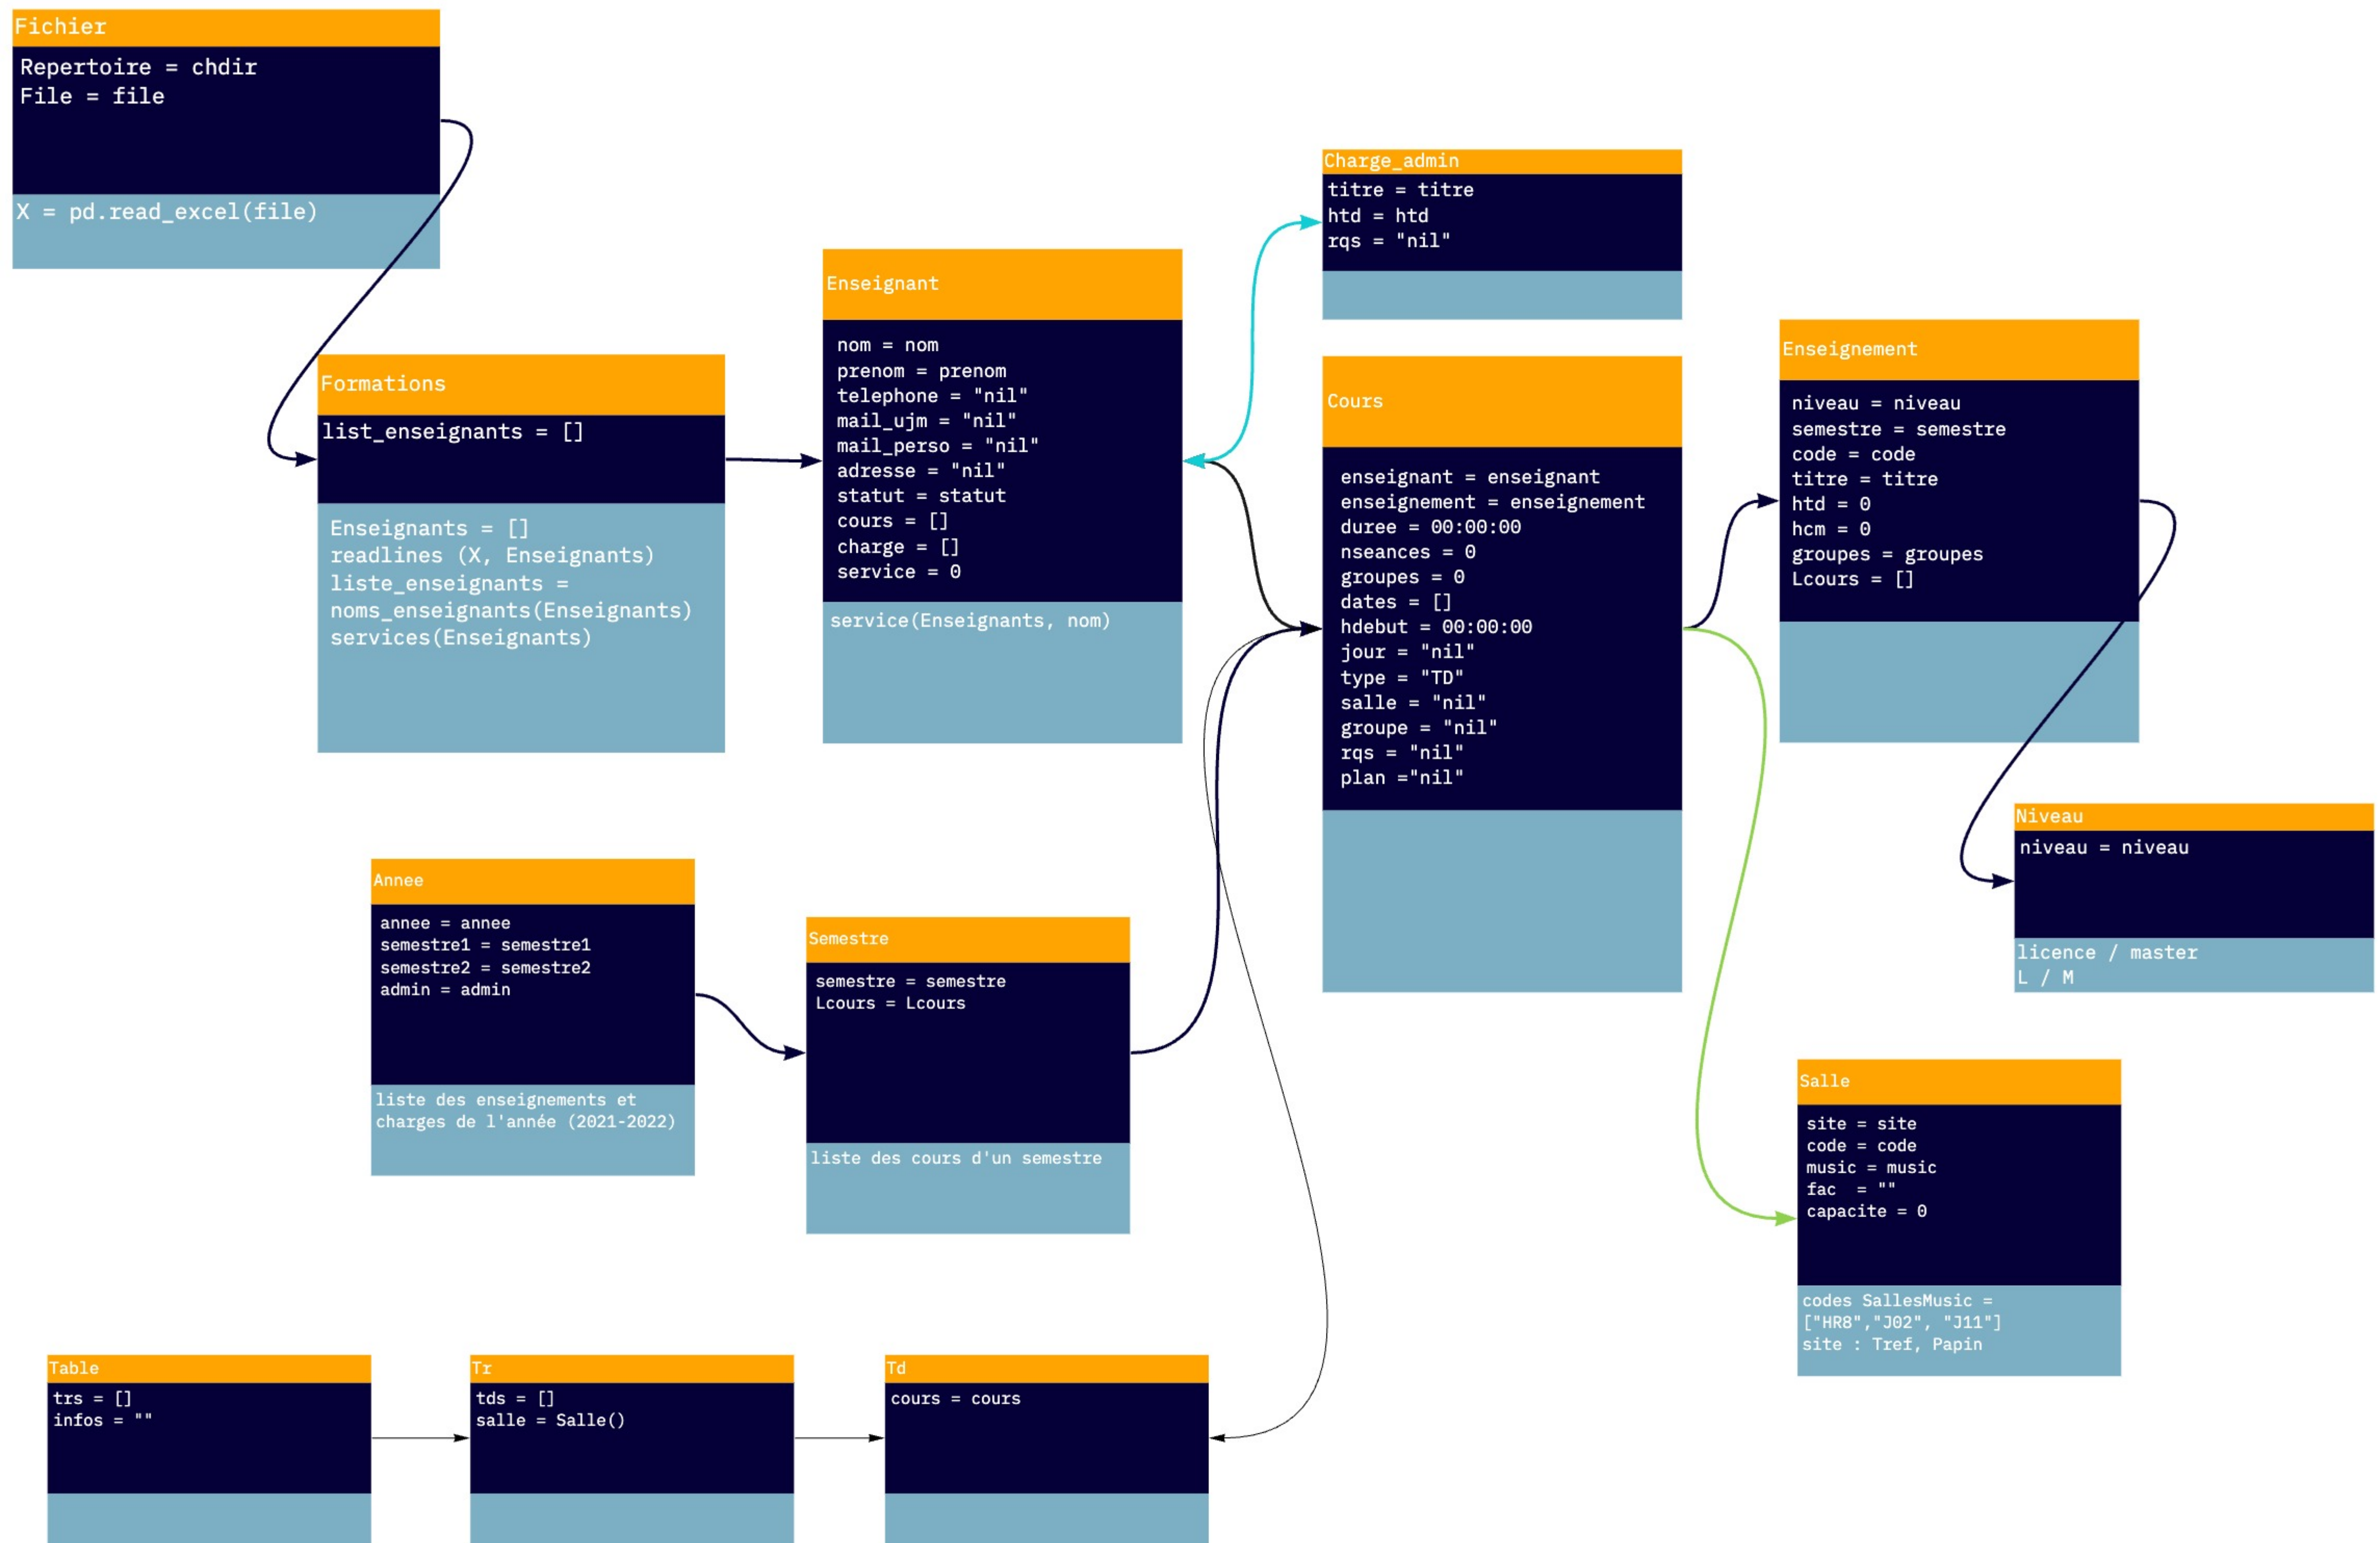 Fichier
Repertoire = chdir
File = file
X = pd.read_excel(file)
Formations
list_enseignants = []
Enseignants = []
readlines (X, Enseignants)
liste_enseignants =
noms_enseignants(Enseignants)
services(Enseignants)
Enseignant
nom = nom
prenom = prenom
telephone = "nil"
mail_ujm = "nil"
mail_perso = "nil"
adresse = "nil"
statut = statut
cours = []
charge = []
service = 0
service(Enseignants, nom)
Charge_admin
titre = titre
htd = htd
rqs = "nil"
Cours
enseignant = enseignant
enseignement = enseignement
duree = 00:00:00
nseances = 0
groupes = 0
dates = []
hdebut = 00:00:00
jour = "nil"
type = "TD"
salle = "nil"
groupe = "nil"
rqs = "nil"
plan ="nil"
Enseignement
niveau = niveau
semestre = semestre
code = code
titre = titre
htd = 0
hcm = 0
groupes = groupes
Lcours = []
Niveau
niveau = niveau
licence / master
L / M
Annee
annee = annee
semestre1 = semestre1
semestre2 = semestre2
admin = admin
liste des enseignements et
charges de l'année (2021-2022)
Semestre
semestre = semestre
Lcours = Lcours
liste des cours d'un semestre
Salle
site = site
code = code
music = music
fac  = ""
capacite = 0
codes SallesMusic =
["HR8","J02", "J11"]
site : Tref, Papin
Table
trs = []
infos = ""
Tr
tds = []
salle = Salle()
Td
cours = cours